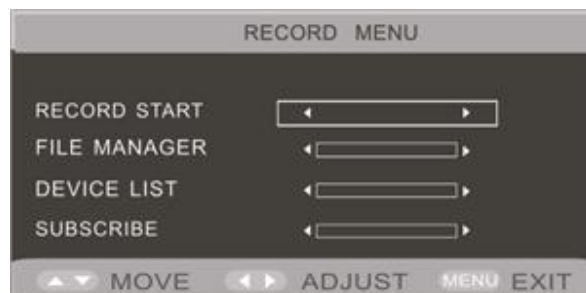 RECORD MENU
RECORD START
FILE MANAGER
DEVICE LIST
SUBSCRIBE
MOVE ADJUST MENU EXIT